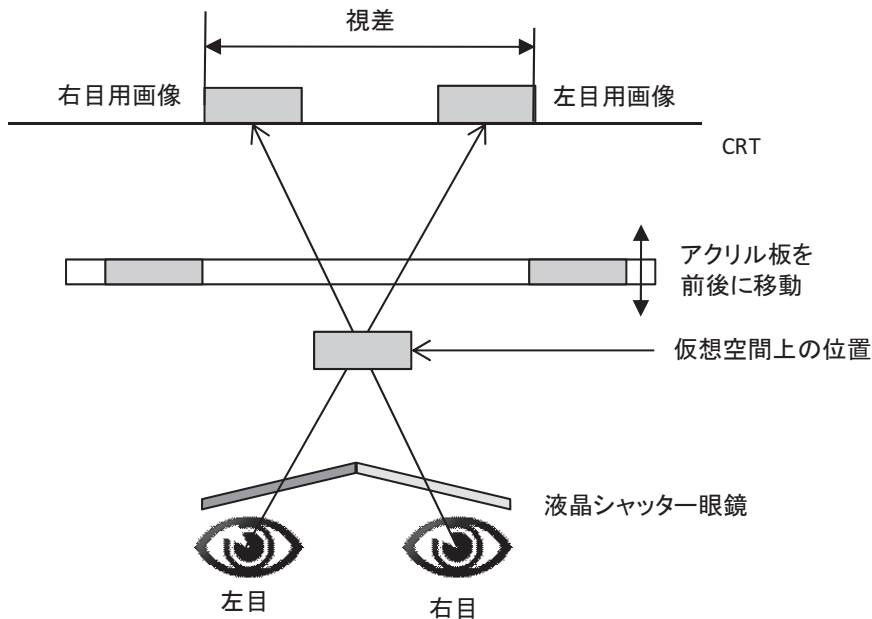 視差
右目用画像
左目用画像
CRT
アクリル板を
前後に移動
仮想空間上の位置
液晶シャッター眼鏡
左目
右目